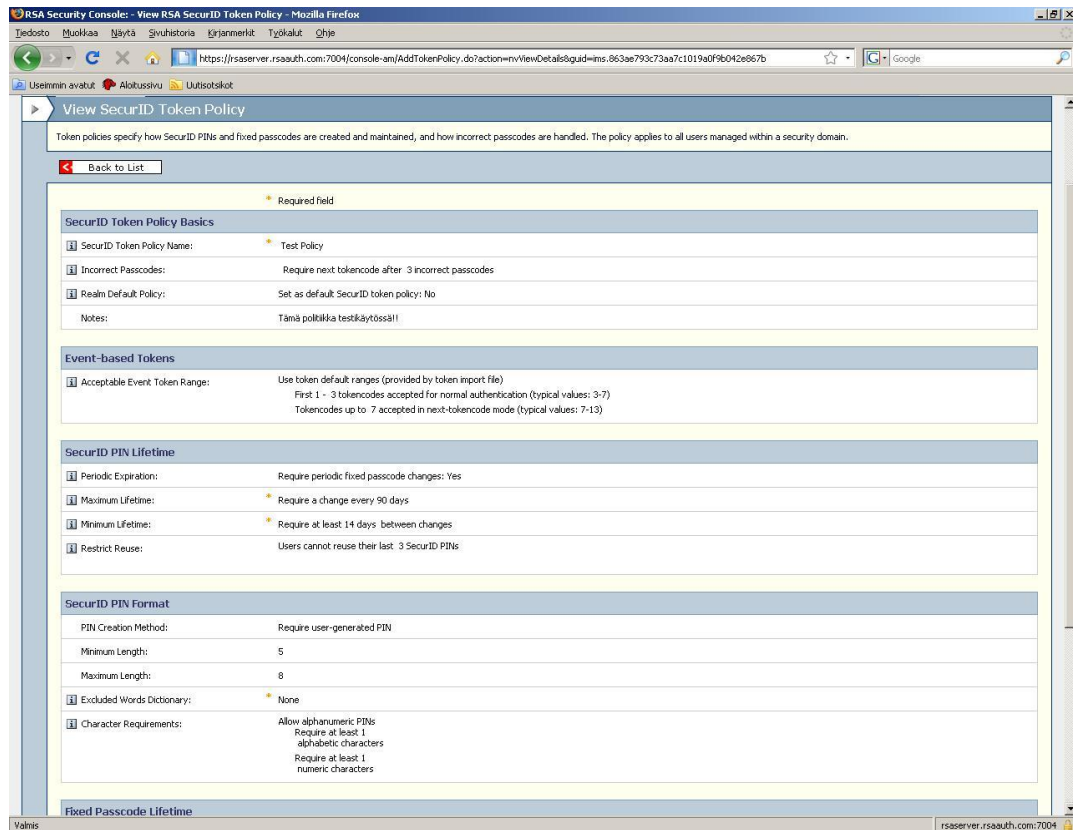 RSA Security Console: - View RSA SecurID Token Policy - Mozilla Firefox
Tiedosto Muokkaa Näytä Sivuhistoria Kirjanmerkit Työkalut Ohje
https://rsaserver.rsaauth.com:7004/console-am/AddTokenPolicy.do?action=nvViewDetails&guid=ims.863ae793c73aa7c1019a0f9b042e867b
G Google
Useimmin avatut Aloitussivu Uutisotsikot
View SecurID Token Policy
Token policies specify how SecurID PINs and fixed passcodes are created and maintained, and how incorrect passcodes are handled. The policy applies to all users managed within a security domain.
Back to List
* Required field
SecurID Token Policy Basics
SecurID Token Policy Name: * Test Policy
Incorrect Passcodes: Require next tokencode after 3 incorrect passcodes
Realm Default Policy: Set as default SecurID token policy: No
Notes: Tämä politiikka testikäytössä!!
Event-based Tokens
Acceptable Event Token Range: Use token default ranges (provided by token import file)
First 1 - 3 tokencodes accepted for normal authentication (typical values: 3-7)
Tokencodes up to 7 accepted in next-tokencode mode (typical values: 7-13)
SecurID PIN Lifetime
Periodic Expiration: Require periodic fixed passcode changes: Yes
Maximum Lifetime: * Require a change every 90 days
Minimum Lifetime: * Require at least 14 days between changes
Restrict Reuse: Users cannot reuse their last 3 SecurID PINs
SecurID PIN Format
PIN Creation Method: Require user-generated PIN
Minimum Length: 5
Maximum Length: 8
Excluded Words Dictionary: * None
Character Requirements: Allow alphanumeric PINs
Require at least 1
alphabetic characters
Require at least 1
numeric characters
Fixed Passcode Lifetime
Valmis rsaserver.rsaauth.com:7004